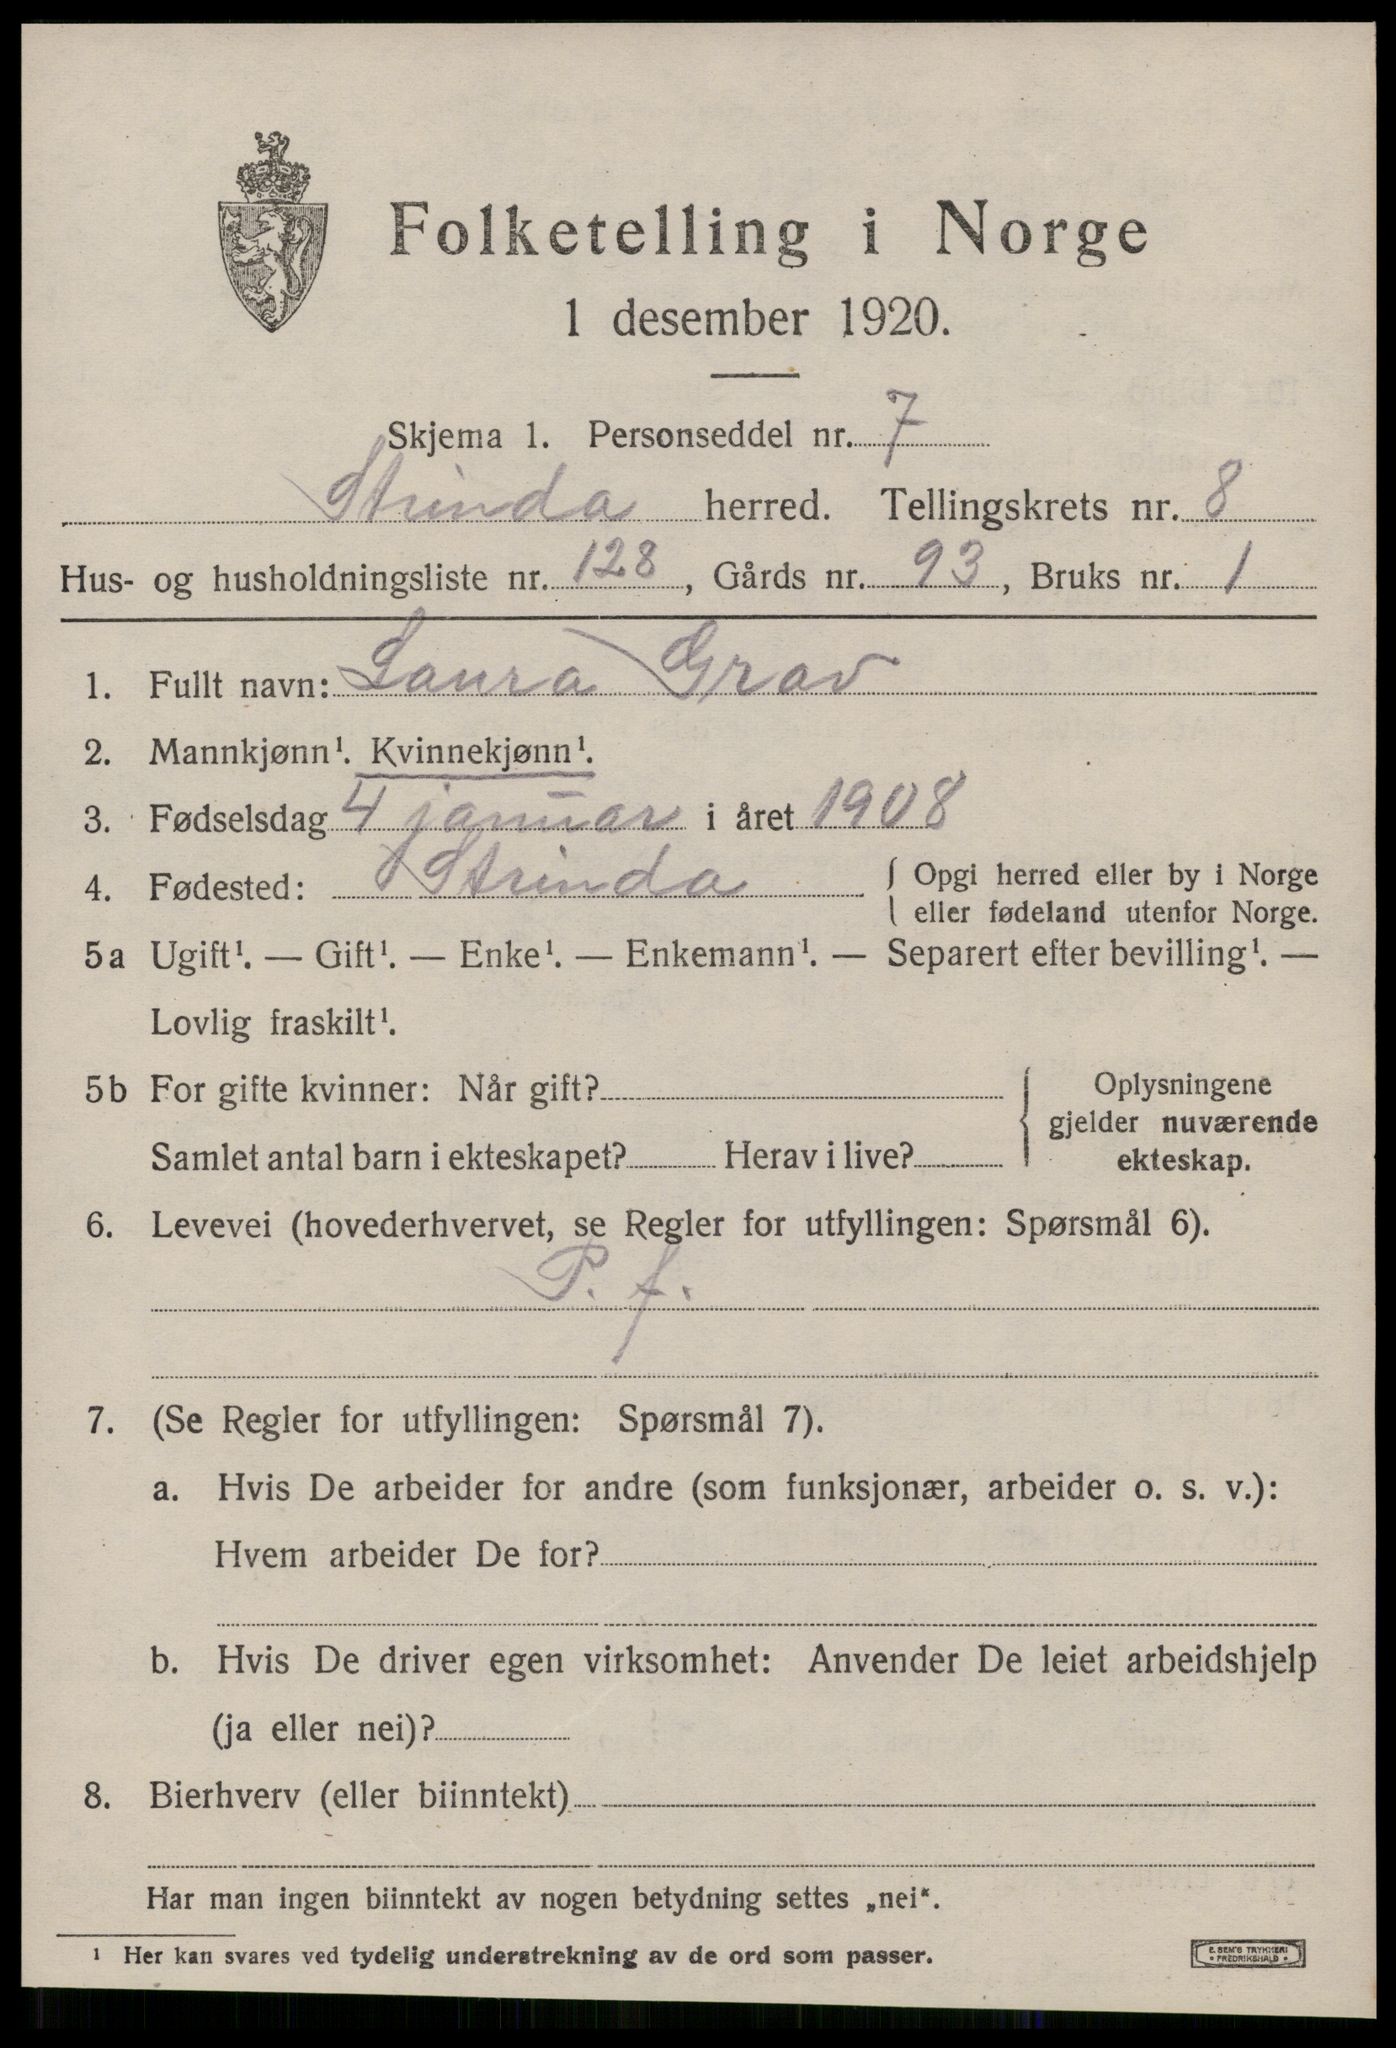 Folketelling i Norge
1 desember 1920.
Skjema 1. Personseddel nr. 7
Strinda herred. Tellingskrets nr. 8
Hus- og husholdningsliste nr. 128, Gårds nr. 93, Bruks nr. 1
1. Fullt navn: Laura Grav
2. Mannkjønn¹. Kvinnekjønn¹.
3. Fødselsdag 4 januar i året 1908
4. Fødested: Strinda { Opgi herred eller by i Norge
eller fødeland utenfor Norge.
5a Ugift¹. — Gift¹. — Enke¹. — Enkemann¹. — Separert efter bevilling¹. —
Lovlig fraskilt¹.
5b For gifte kvinner: Når gift? { Oplysningene
gjelder nuværende
Samlet antal barn i ekteskapet? Herav i live? ekteskap.
6. Levevei (hovederhvervet, se Regler for utfyllingen: Spørsmål 6).
P. f.
7. (Se Regler for utfyllingen: Spørsmål 7).
a. Hvis De arbeider for andre (som funksjonær, arbeider o. s. v.):
Hvem arbeider De for?
b. Hvis De driver egen virksomhet: Anvender De leiet arbeidshjelp
(ja eller nei)?
8. Bierhverv (eller biinntekt)
Har man ingen biinntekt av nogen betydning settes „nei“.
¹ Her kan svares ved tydelig understrekning av de ord som passer.
E. SEM'S TRYKKERI
FREDRIKSHALD